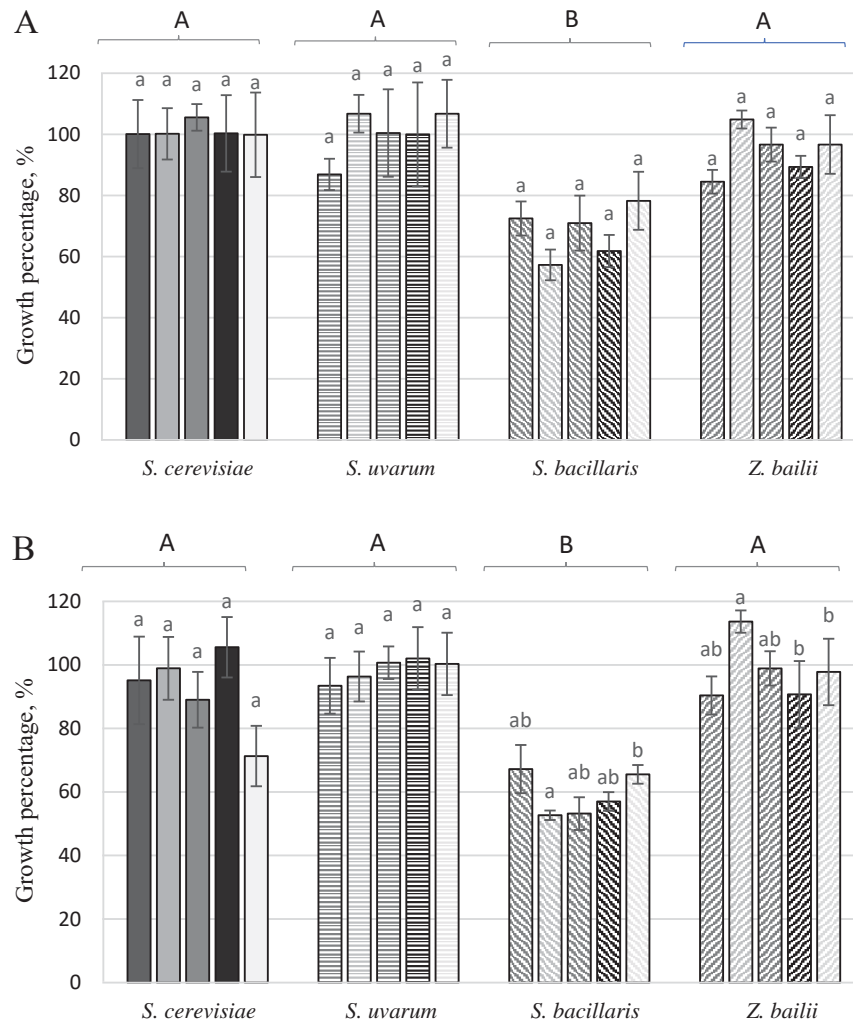 A
A A B A
120
100
80
60
40
20
0
Growth percentage, %
a a a a a
a a a a a
a a a a a
a a a a a
S. cerevisiae S. uvarum S. bacillaris Z. bailii
B
A A B A
120
100
80
60
40
20
0
Growth percentage, %
a a a a a
a a a a a
ab a ab ab b
ab a ab b b
S. cerevisiae S. uvarum S. bacillaris Z. bailii